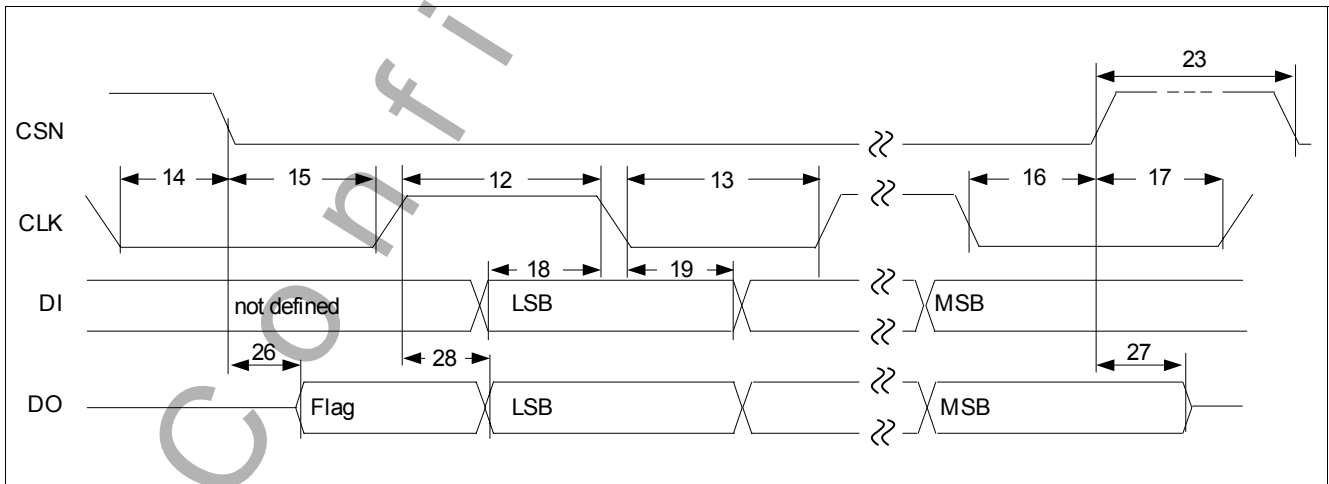 23
CSN
14 15 12 13 16 17
CLK
18 19
DI not defined LSB MSB
26 28 27
DO Flag LSB MSB
C o n f i